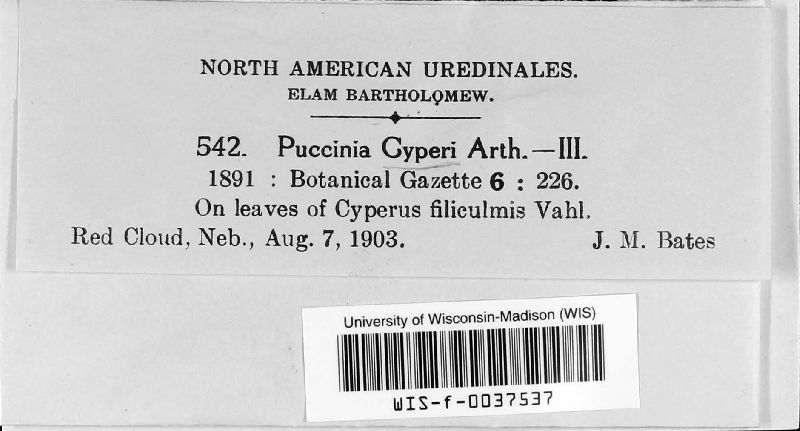 NORTH AMERICAN UREDINALES.
ELAM BARTHOLOMEW.
542. Puccinia Cyperi Arth.—III.
1891 : Botanical Gazette 6 : 226.
On leaves of Cyperus filiculmis Vahl.
Red Cloud, Neb., Aug. 7, 1903. J. M. Bates
University of Wisconsin-Madison (WIS)
WIS-f-0037537